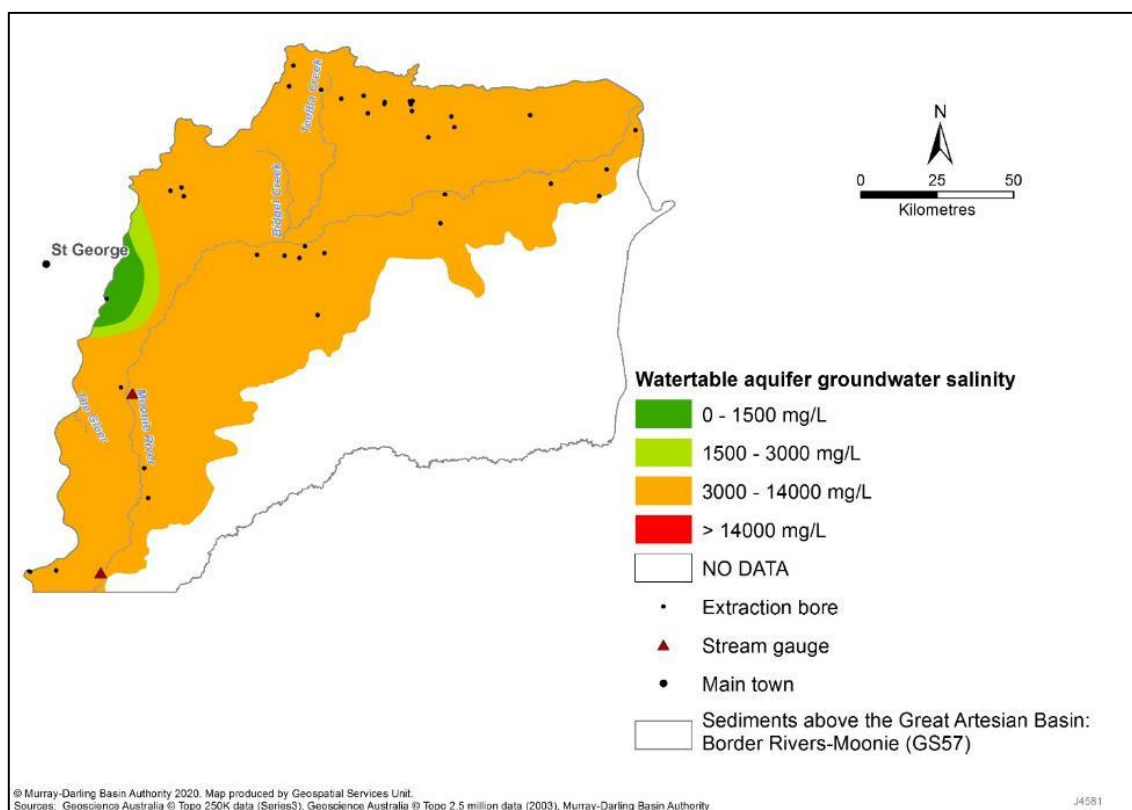 N
0 25 50
Kilometres
Toolba Creek
Bidgel Creek
St George
Moonie River
Watertable aquifer groundwater salinity
0 - 1500 mg/L
1500 - 3000 mg/L
3000 - 14000 mg/L
> 14000 mg/L
NO DATA
Extraction bore
Stream gauge
Main town
Sediments above the Great Artesian Basin:
Border Rivers-Moonie (GS57)
© Murray-Darling Basin Authority 2020. Map produced by Geospatial Services Unit.
Sources: Geoscience Australia © Topo 250K data (Series3), Geoscience Australia © Topo 2.5 million data (2003), Murray-Darling Basin Authority
J4581